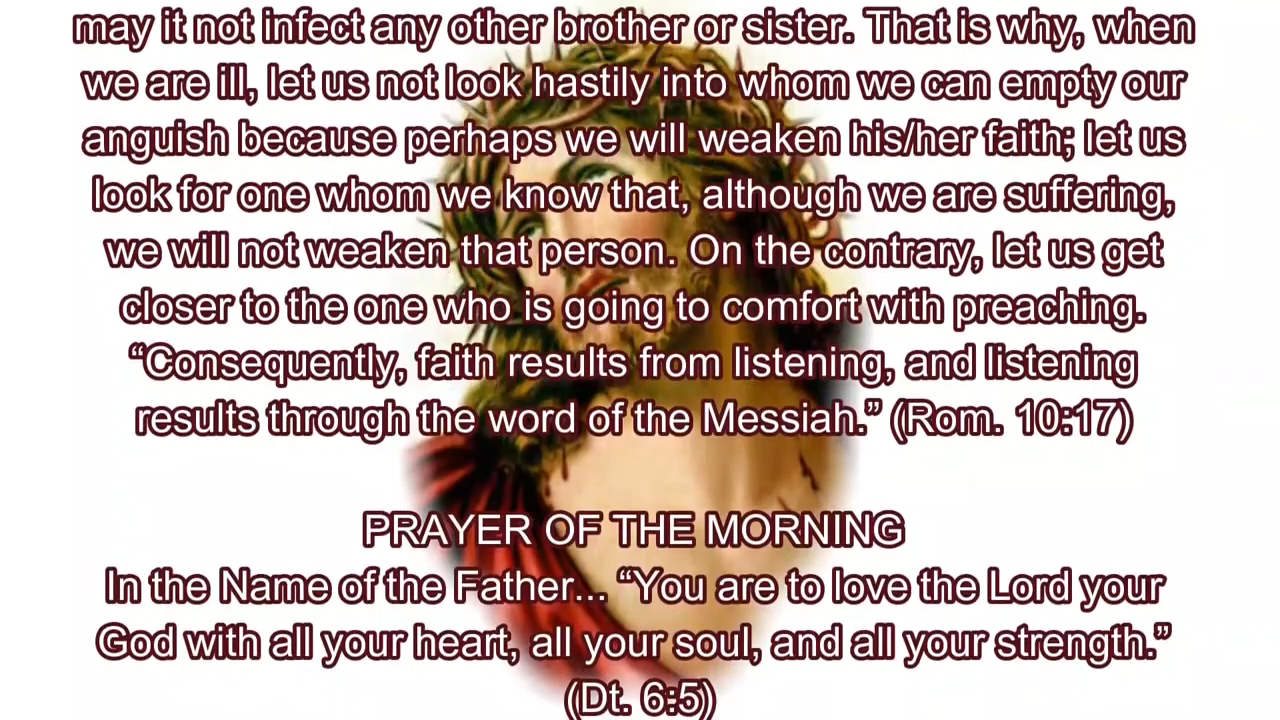 may it not infect any other brother or sister. That is why, when
we are ill, let us not look hastily into whom we can empty our
anguish because perhaps we will weaken his/her faith; let us
look for one whom we know that, although we are suffering,
we will not weaken that person. On the contrary, let us get
closer to the one who is going to comfort with preaching.
“Consequently, faith results from listening, and listening
results through the word of the Messiah.” (Rom. 10:17)
PRAYER OF THE MORNING
In the Name of the Father... “You are to love the Lord your
God with all your heart, all your soul, and all your strength.”
(Dt. 6:5)